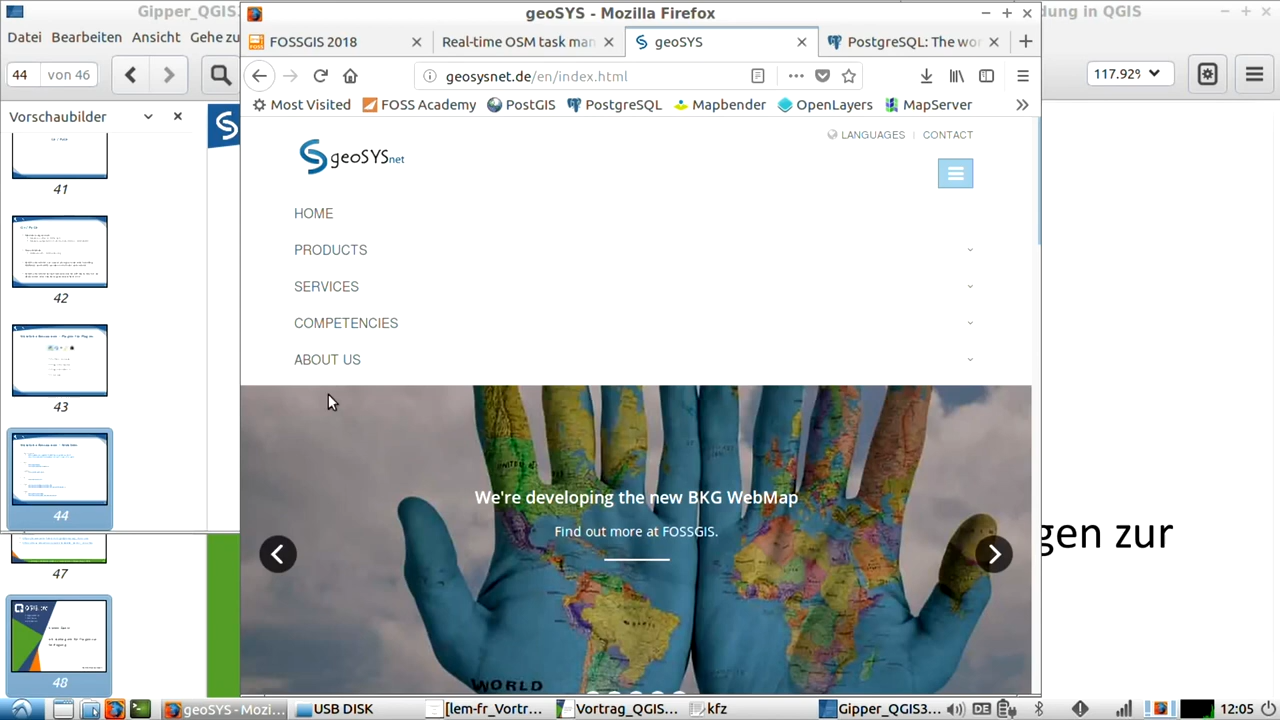 Gipper_QGIS
geoSYS - Mozilla Firefox
dung in QGIS
Datei Bearbeiten Ansicht Gehe zu
FOSSGIS 2018
Real-time OSM task man
geoSYS
PostgreSQL: The wor
44 von 46
geosysnet.de/en/index.html
117.92%
Most Visited FOSS Academy PostGIS PostgreSQL Mapbender OpenLayers MapServer
Vorschaubilder
LANGUAGES CONTACT
geoSYSnet
41
HOME
PRODUCTS
SERVICES
42
COMPETENCIES
ABOUT US
43
We're developing the new BKG WebMap
44
Find out more at FOSSGIS.
gen zur
47
QGIS
WORLD
48
geoSYS - Mozi...
USB DISK
[lem-fr_Vortr...
Vortrag_QGIS...
kfz
Gipper_QGIS3...
DE
12:05